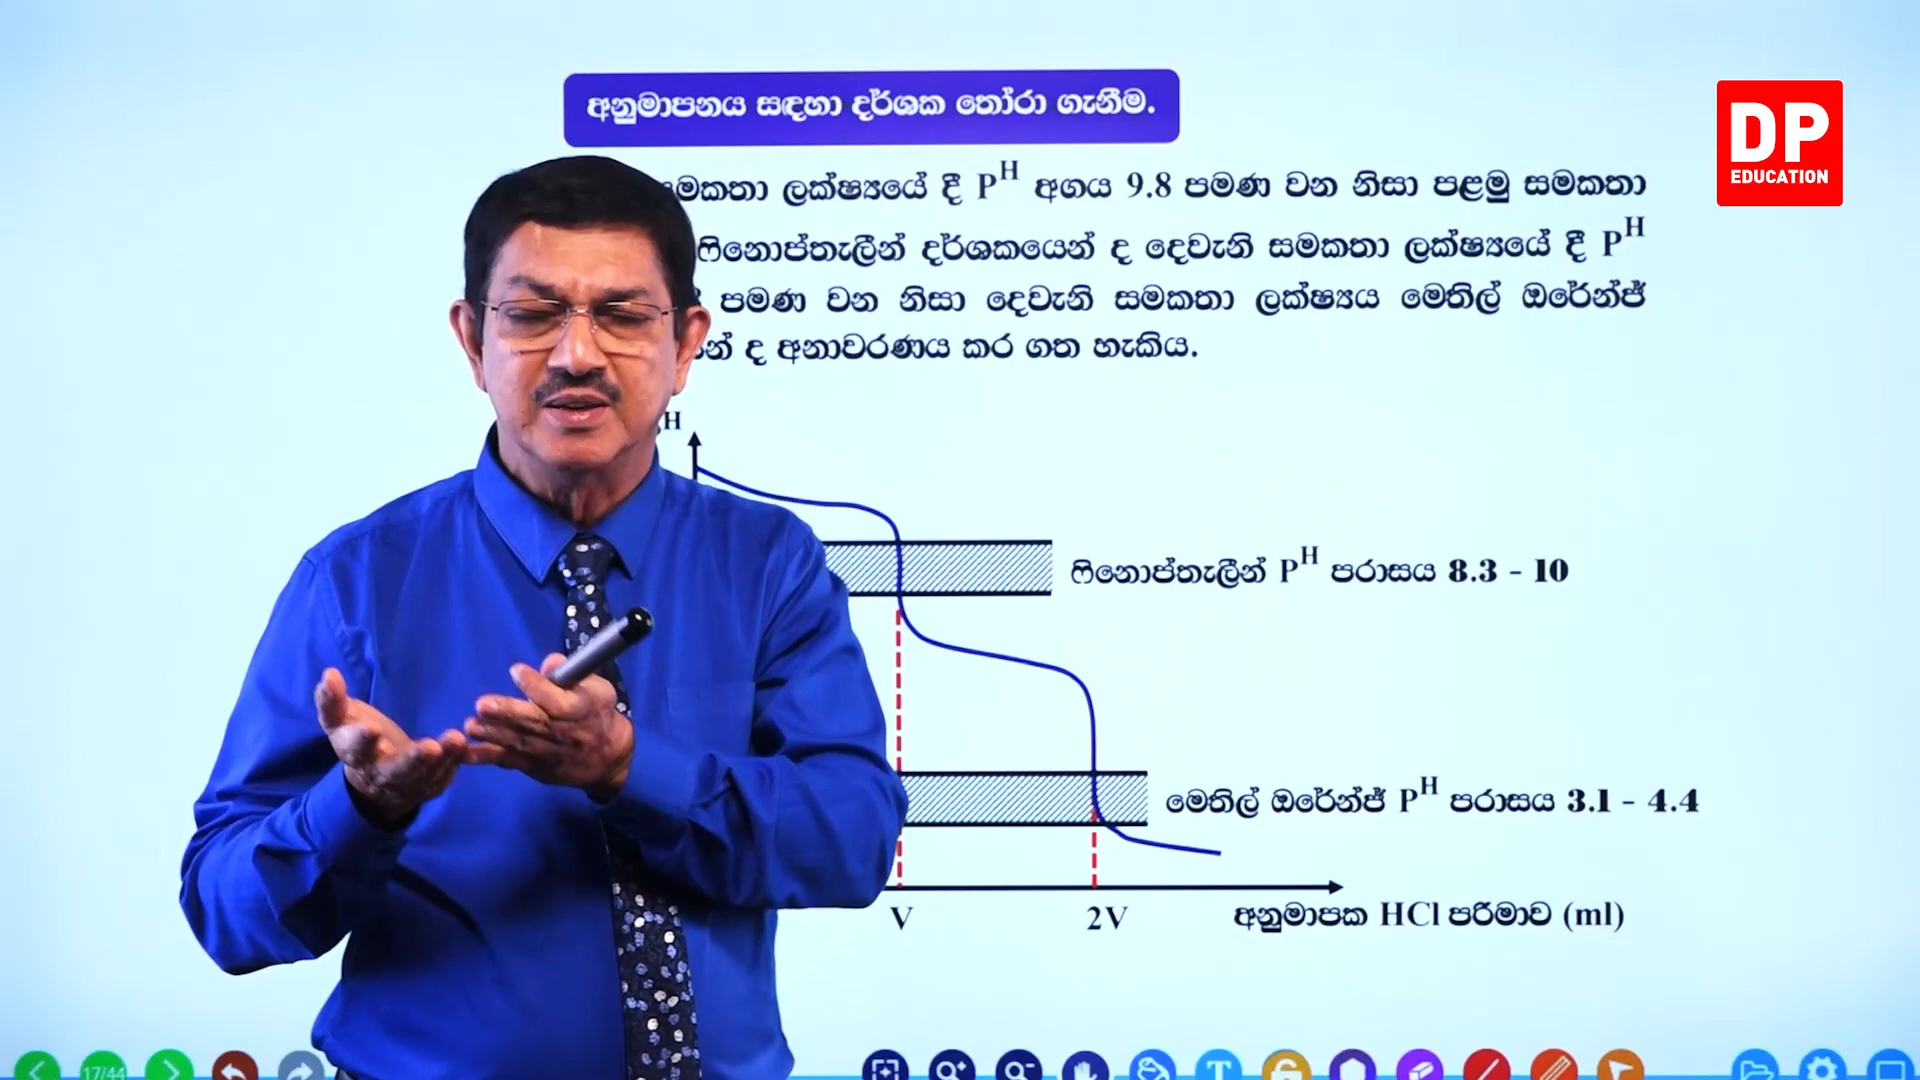 අනුමාපනය සඳහා දර්ශක තෝරා ගැනීම.
DP
EDUCATION
ලක්ෂ්‍යයේ දී P^H අගය 9.8 පමණ වන නිසා පළමු සමකතා
ෆිනොප්තැලීන් දර්ශකයෙන් ද දෙවැනි සමකතා ලක්ෂ්‍යයේ දී P^H
පමණ වන නිසා දෙවැනි සමකතා ලක්ෂ්‍යය මෙතිල් ඔරේන්ජ්
ද අනාවරණය කර ගත හැකිය.
H
ෆිනොප්තැලීන් P^H පරාසය 8.3 - 10
මෙතිල් ඔරේන්ජ් P^H පරාසය 3.1 - 4.4
V
2V
අනුමාපක HCl පරිමාව (ml)
17/44
T